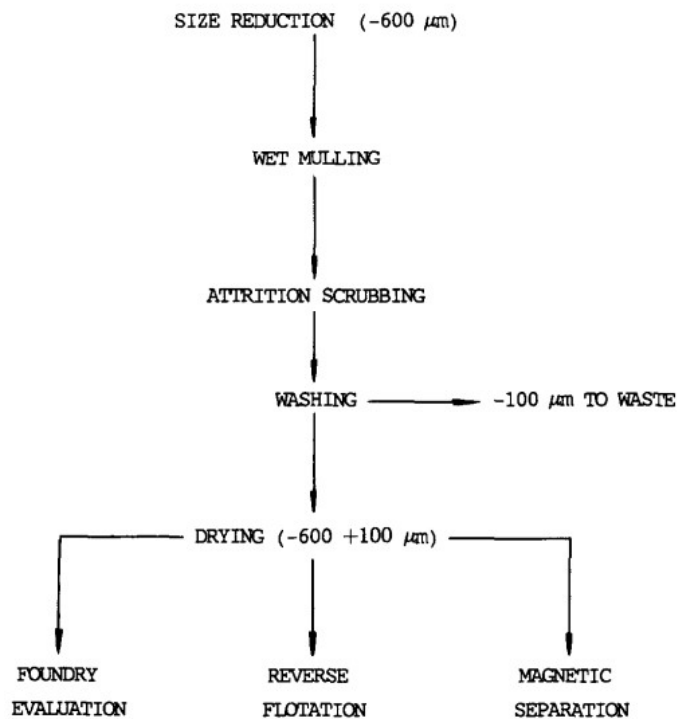 SIZE REDUCTION (-600 μm)
WET MULLING
ATTRITION SCRUBBING
WASHING
-100 μm TO WASTE
DRYING (-600 +100 μm)
FOUNDRY
EVALUATION
REVERSE
FLOTATION
MAGNETIC
SEPARATION